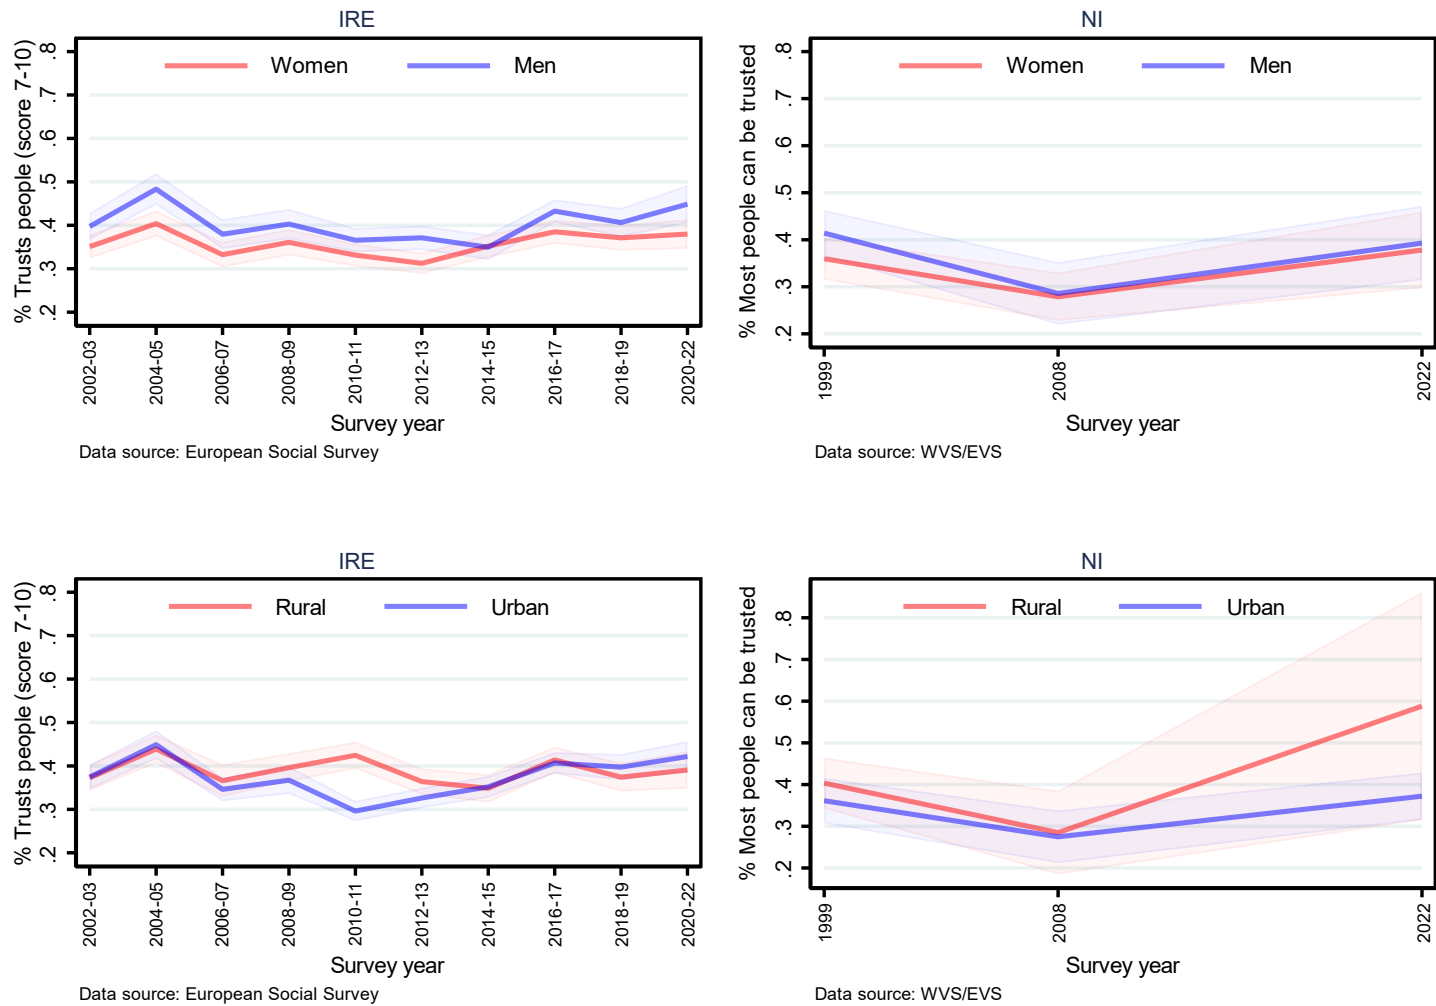 IRE
% Trusts people (score 7-10)
.8
.7
.6
.5
.4
.3
.2
Women
Men
2002-03
2004-05
2006-07
2008-09
2010-11
2012-13
2014-15
2016-17
2018-19
2020-22
Survey year
Data source: European Social Survey
NI
% Most people can be trusted
.8
.7
.6
.5
.4
.3
.2
Women
Men
1999
2008
2022
Survey year
Data source: WVS/EVS
IRE
% Trusts people (score 7-10)
.8
.7
.6
.5
.4
.3
.2
Rural
Urban
2002-03
2004-05
2006-07
2008-09
2010-11
2012-13
2014-15
2016-17
2018-19
2020-22
Survey year
Data source: European Social Survey
NI
% Most people can be trusted
.8
.7
.6
.5
.4
.3
.2
Rural
Urban
1999
2008
2022
Survey year
Data source: WVS/EVS